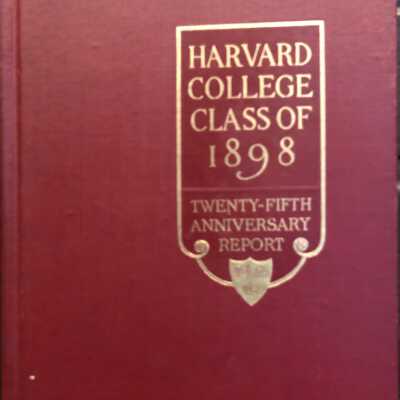 HARVARD
COLLEGE
CLASS OF
1898
TWENTY-FIFTH
ANNIVERSARY
REPORT